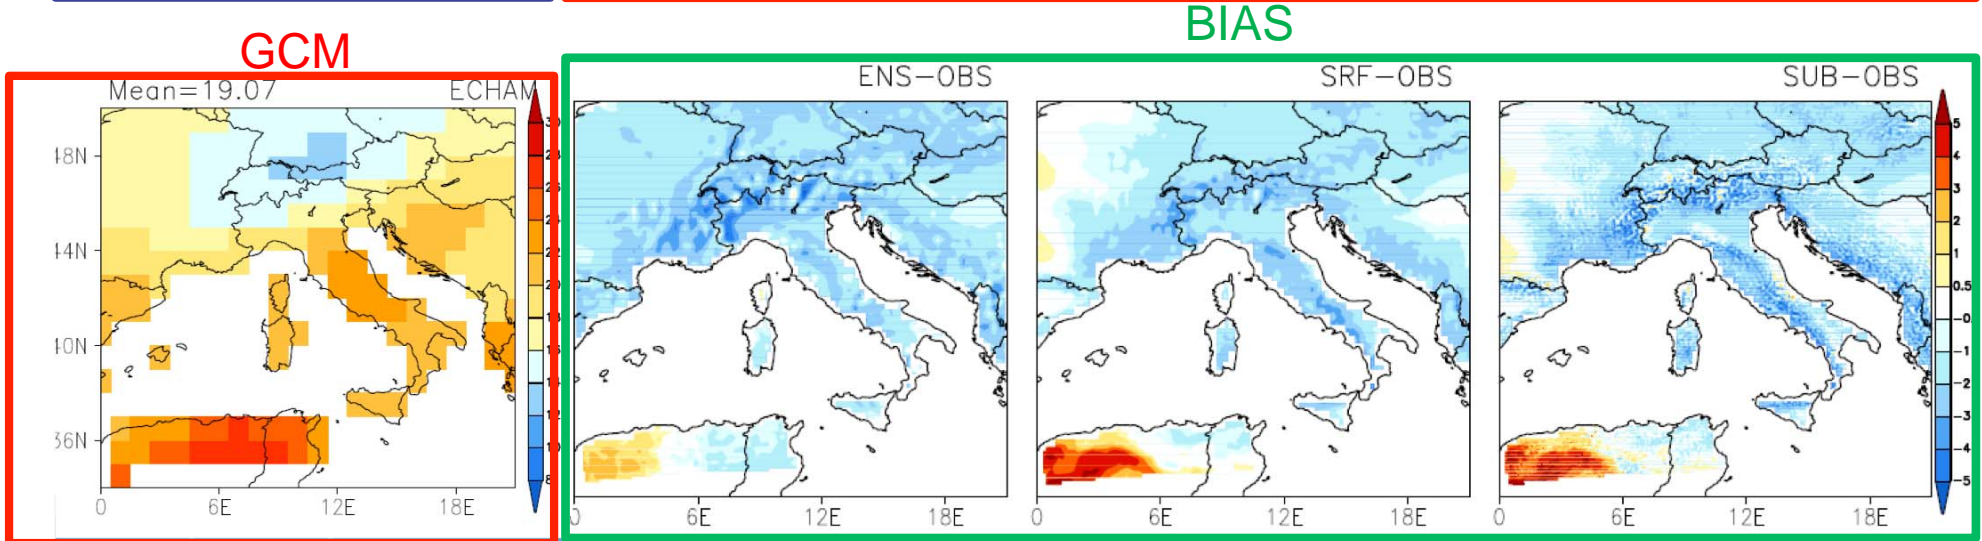 BIAS
GCM
Mean=19.07 ECHAM
ENS-OBS
SRF-OBS
SUB-OBS
48N
44N
40N
36N
0 6E 12E 18E
0 6E 12E 18E
0 6E 12E 18E
0 6E 12E 18E
5
4
3
2
1
0.5
-0
-1
-2
-3
-4
-5